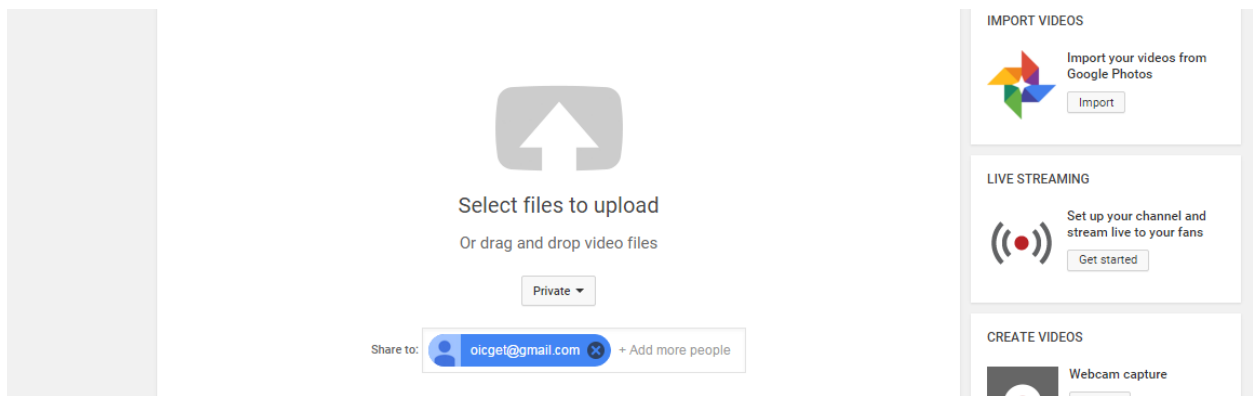 Select files to upload
Or drag and drop video files
Private
Share to: oicget@gmail.com + Add more people
IMPORT VIDEOS
Import your videos from
Google Photos
Import
LIVE STREAMING
Set up your channel and
stream live to your fans
Get started
CREATE VIDEOS
Webcam capture